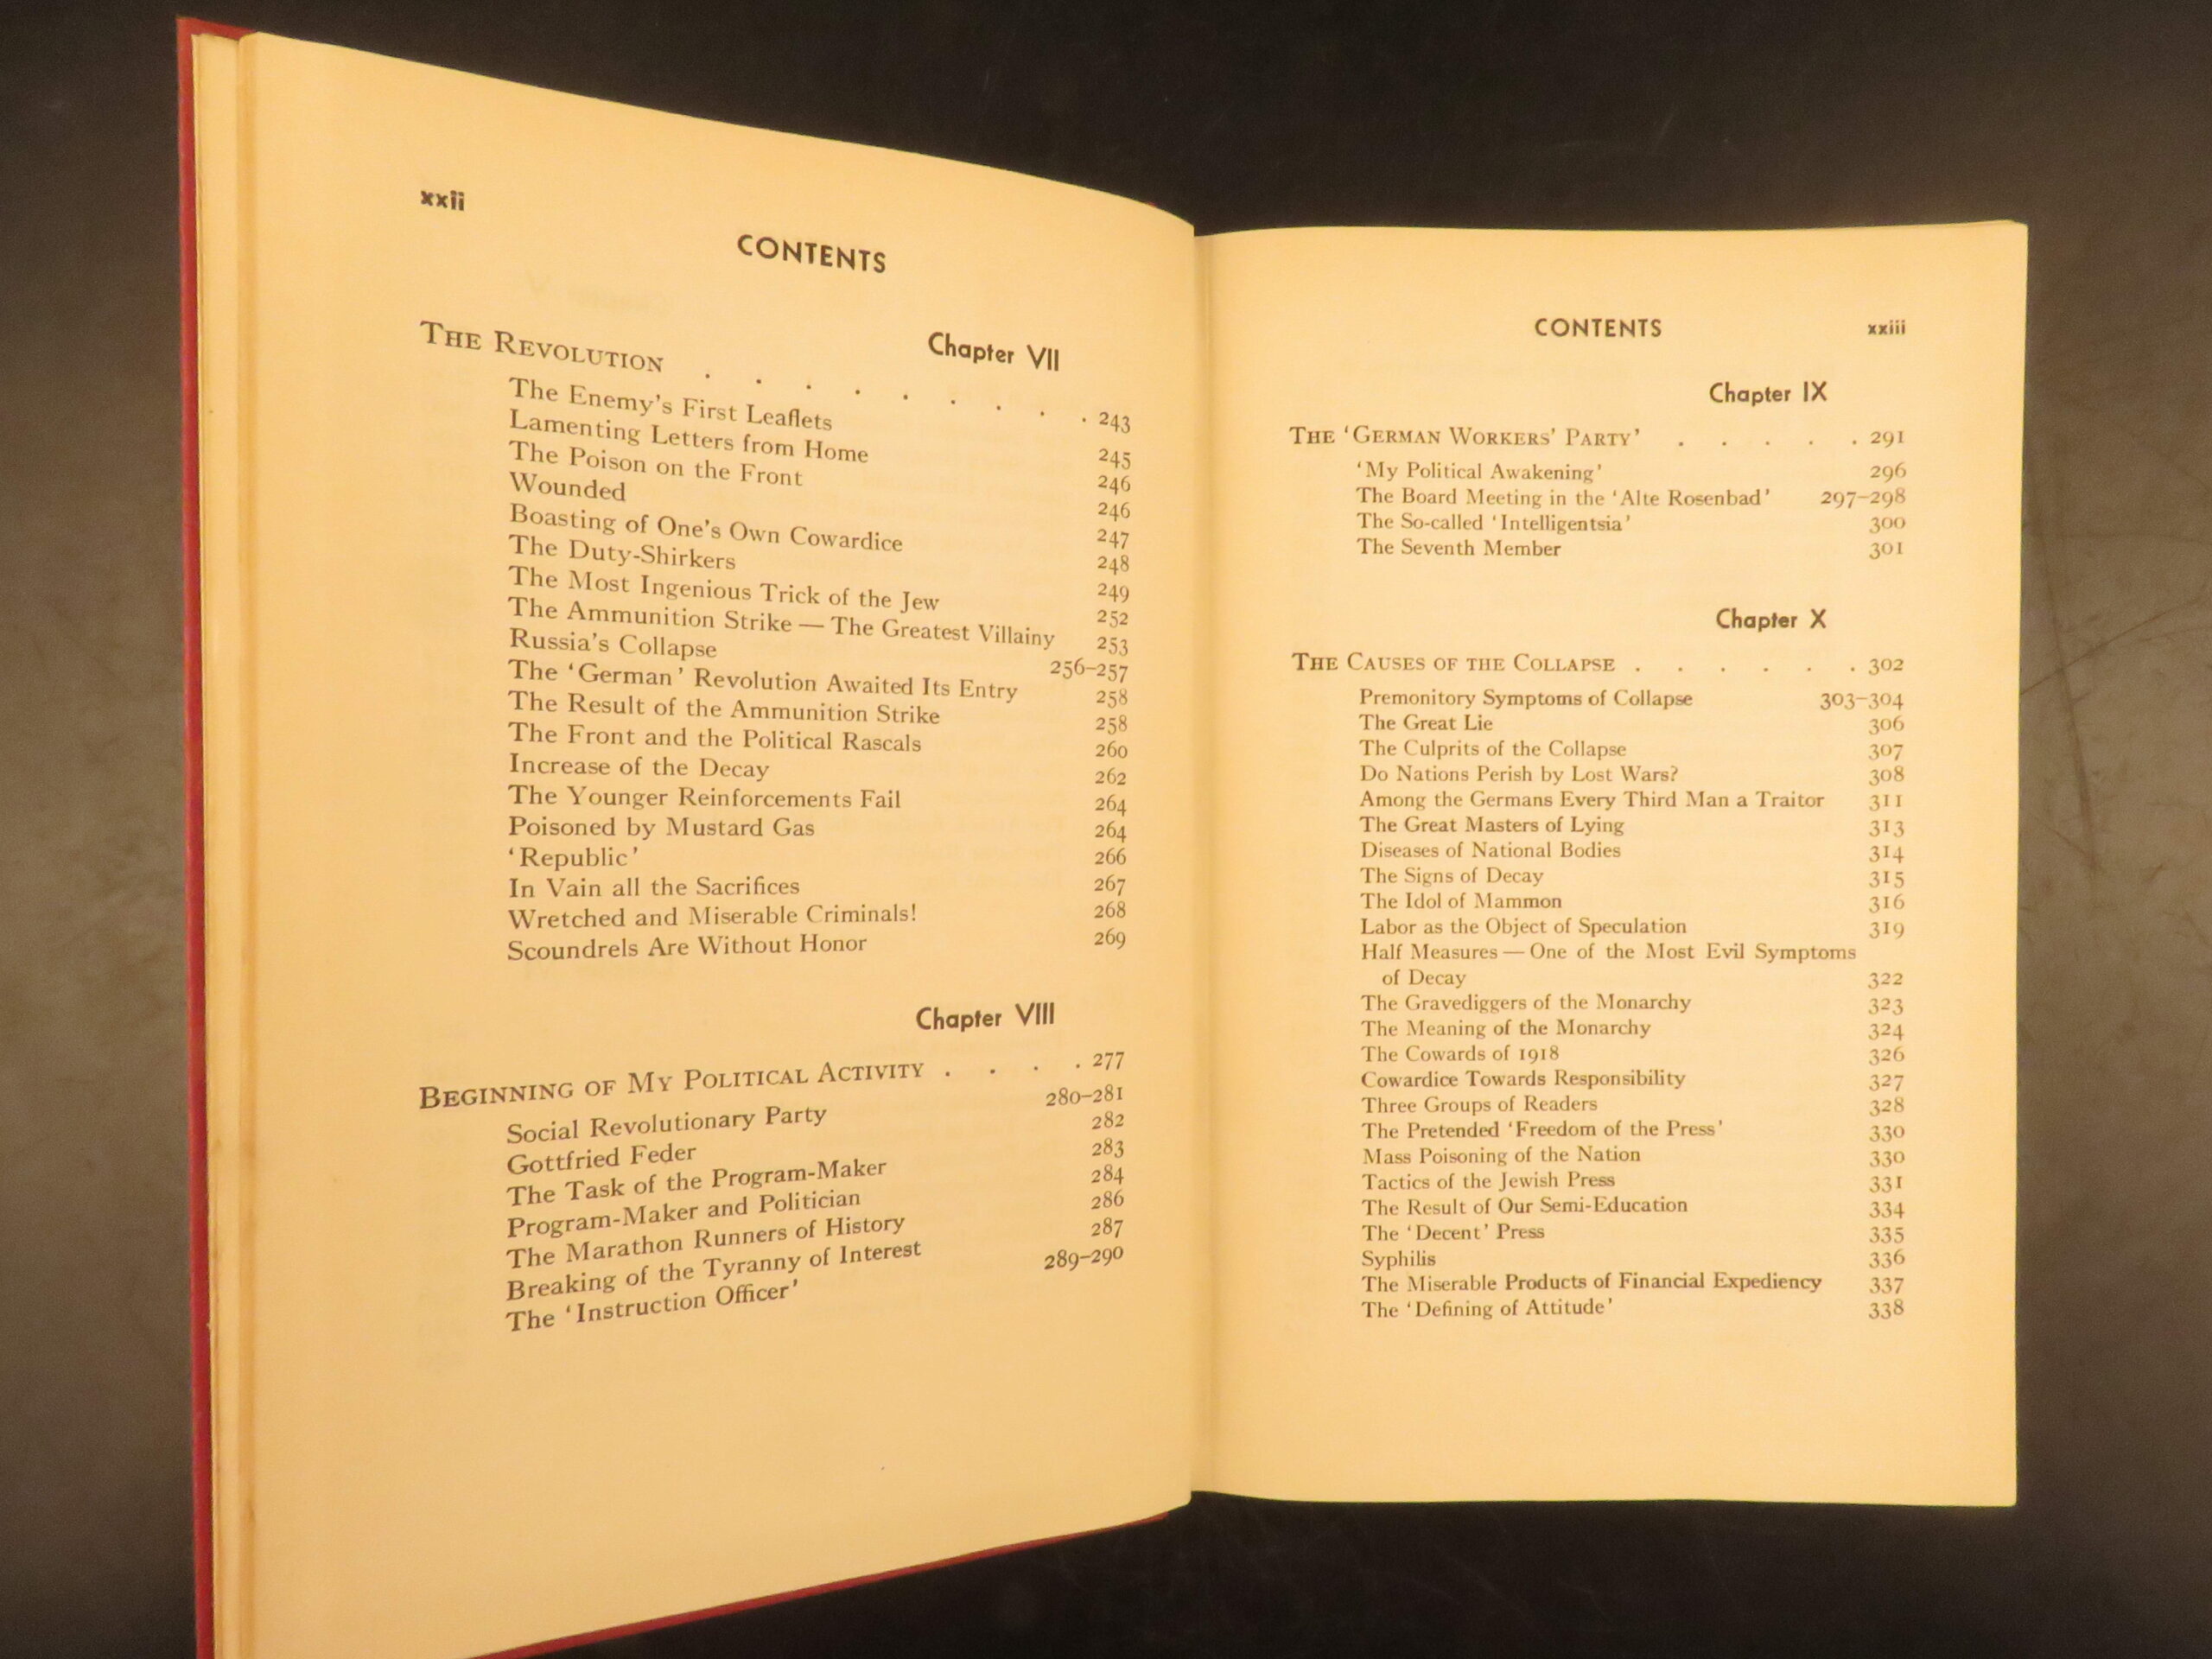 xxii
CONTENTS
Chapter VII
THE REVOLUTION . . . . . . . . . 243
The Enemy's First Leaflets 245
Lamenting Letters from Home 246
The Poison on the Front 246
Wounded 247
Boasting of One's Own Cowardice 248
The Duty-Shirkers 249
The Most Ingenious Trick of the Jew 252
The Ammunition Strike — The Greatest Villainy 253
Russia's Collapse 256–257
The 'German' Revolution Awaited Its Entry 258
The Result of the Ammunition Strike 258
The Front and the Political Rascals 260
Increase of the Decay 262
The Younger Reinforcements Fail 264
Poisoned by Mustard Gas 264
'Republic' 266
In Vain all the Sacrifices 267
Wretched and Miserable Criminals! 268
Scoundrels Are Without Honor 269
Chapter VIII
BEGINNING OF MY POLITICAL ACTIVITY . . . . 277
Social Revolutionary Party 280–281
Gottfried Feder 282
The Task of the Program-Maker 283
Program-Maker and Politician 284
The Marathon Runners of History 286
Breaking of the Tyranny of Interest 287
The 'Instruction Officer' 289–290
CONTENTS xxiii
Chapter IX
THE 'GERMAN WORKERS' PARTY' . . . . . 291
'My Political Awakening' 296
The Board Meeting in the 'Alte Rosenbad' 297–298
The So-called 'Intelligentsia' 300
The Seventh Member 301
Chapter X
THE CAUSES OF THE COLLAPSE . . . . . . 302
Premonitory Symptoms of Collapse 303–304
The Great Lie 306
The Culprits of the Collapse 307
Do Nations Perish by Lost Wars? 308
Among the Germans Every Third Man a Traitor 311
The Great Masters of Lying 313
Diseases of National Bodies 314
The Signs of Decay 315
The Idol of Mammon 316
Labor as the Object of Speculation 319
Half Measures — One of the Most Evil Symptoms
of Decay 322
The Gravediggers of the Monarchy 323
The Meaning of the Monarchy 324
The Cowards of 1918 326
Cowardice Towards Responsibility 327
Three Groups of Readers 328
The Pretended 'Freedom of the Press' 330
Mass Poisoning of the Nation 330
Tactics of the Jewish Press 331
The Result of Our Semi-Education 334
The 'Decent' Press 335
Syphilis 336
The Miserable Products of Financial Expediency 337
The 'Defining of Attitude' 338